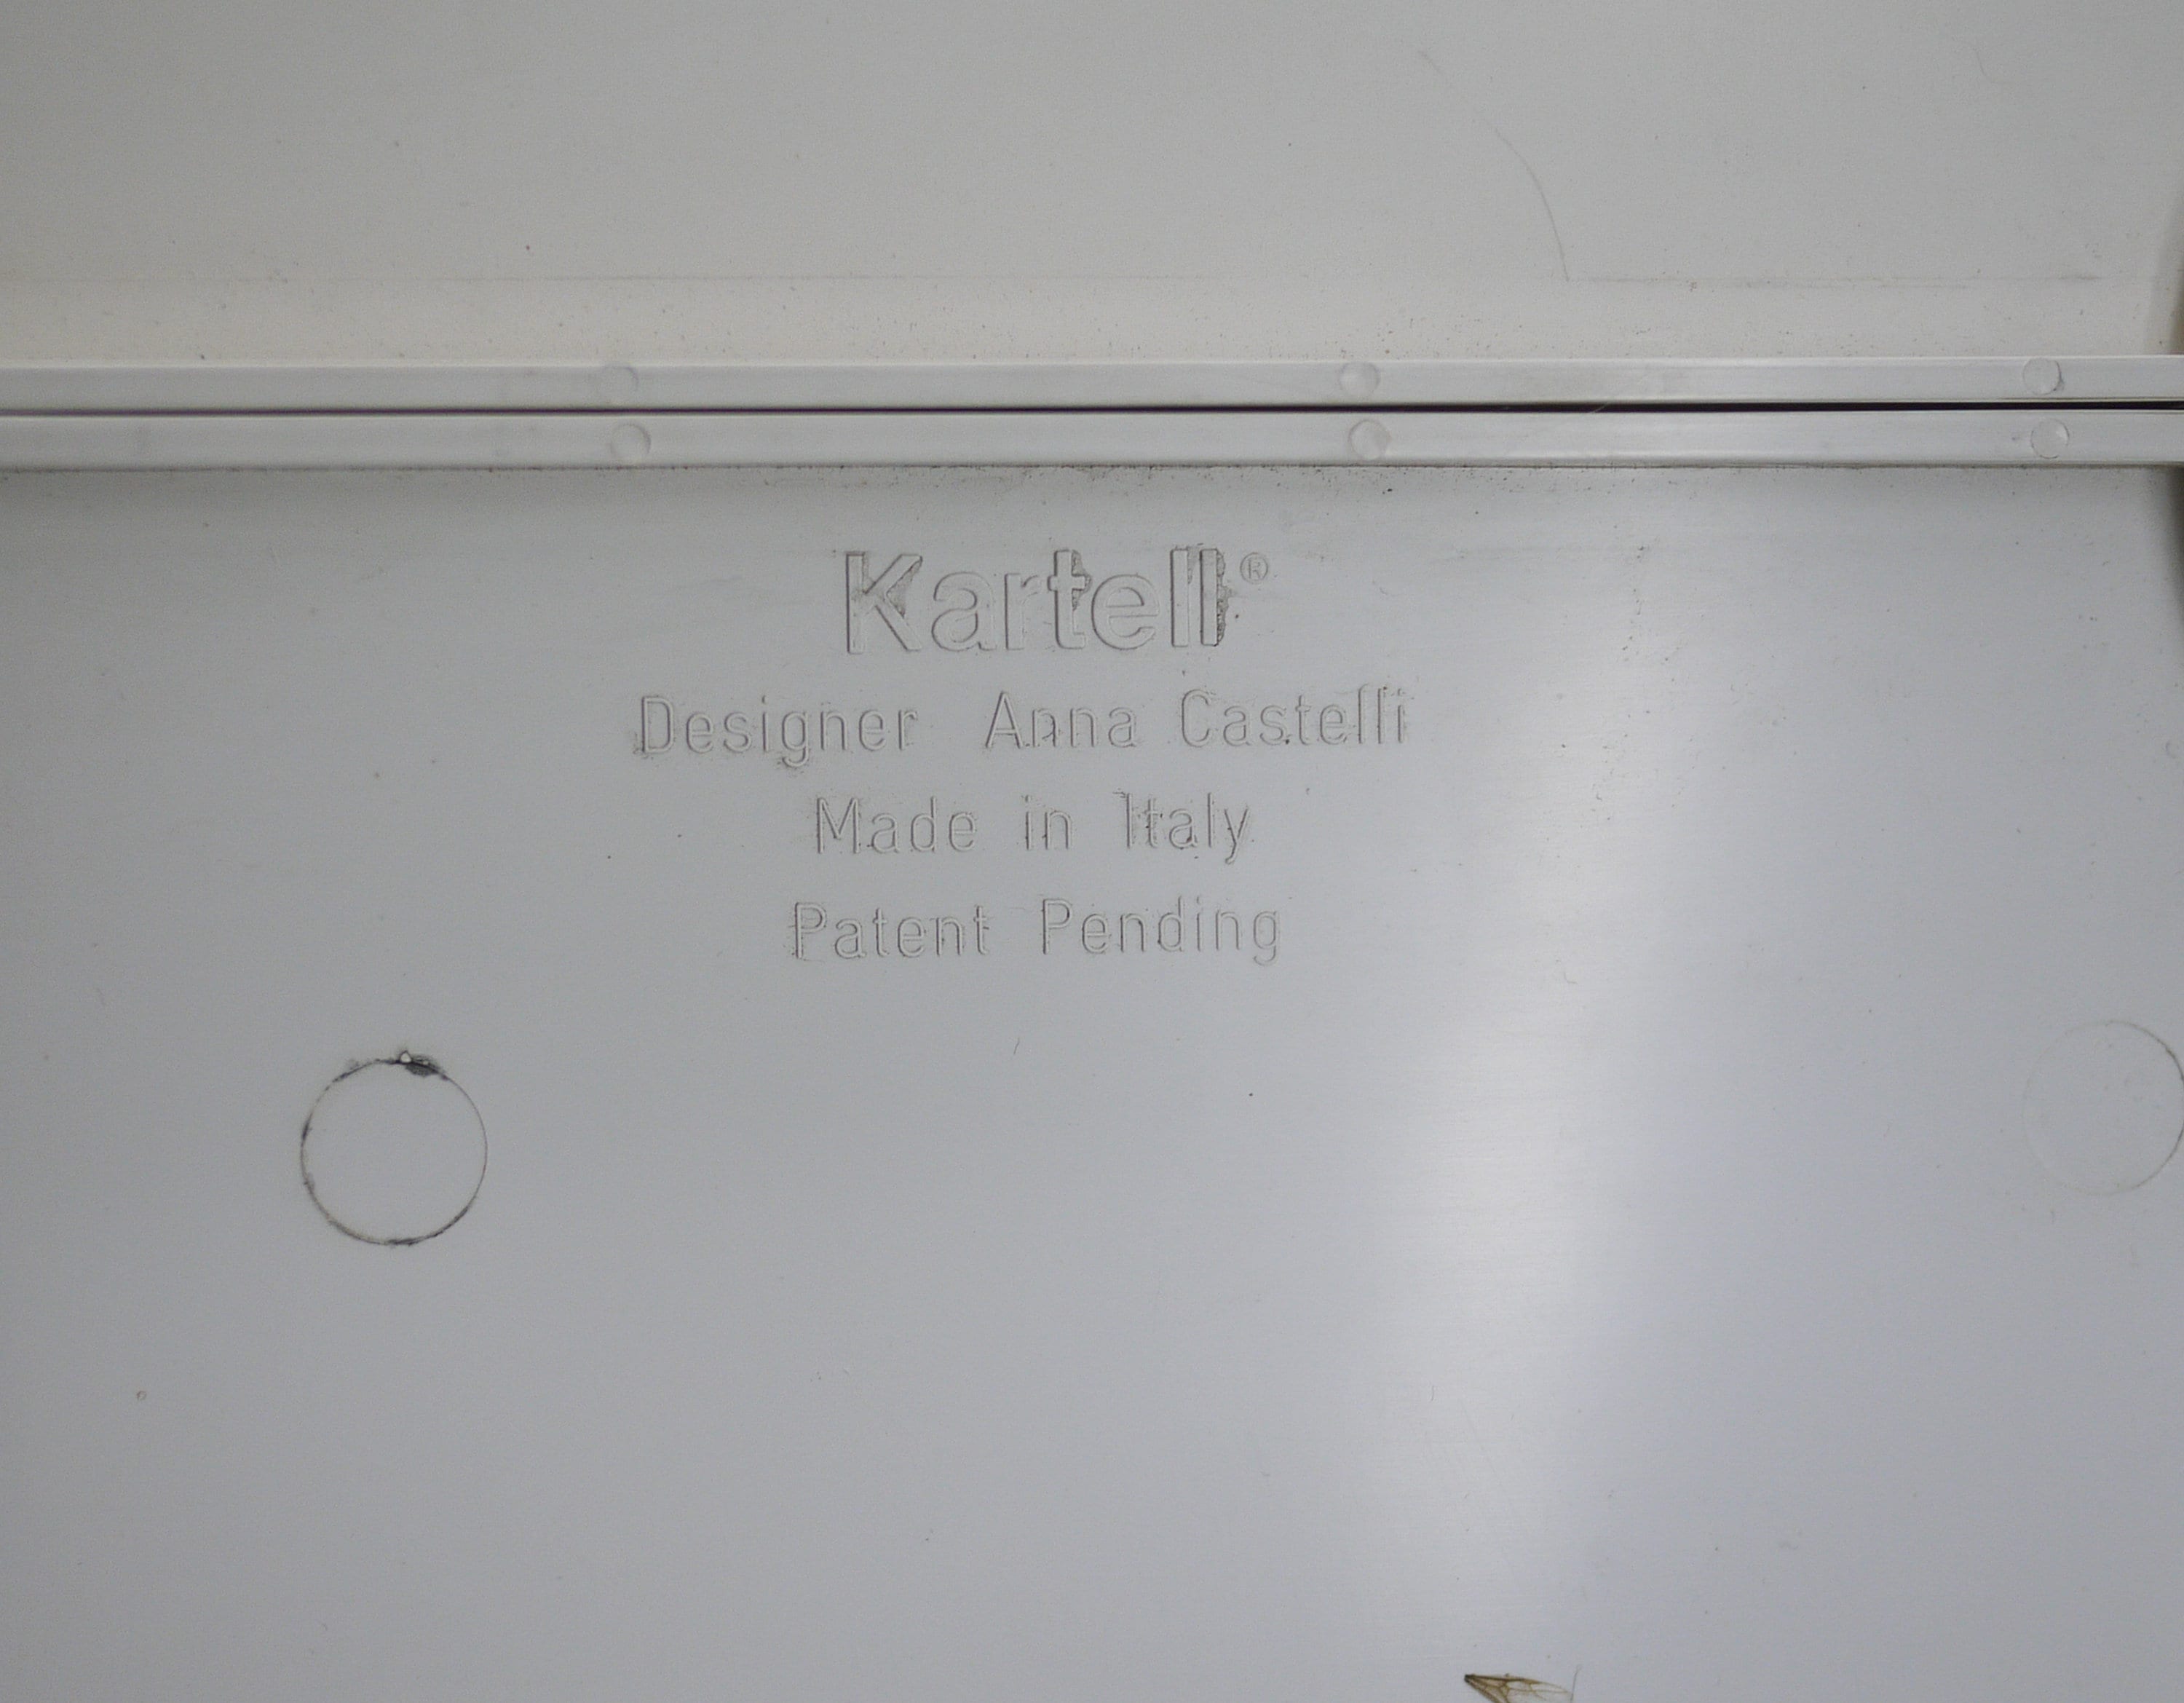 Kartell®
Designer Anna Castelli
Made in Italy
Patent Pending